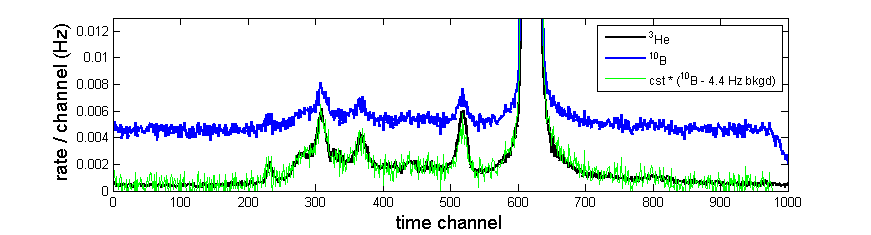 rate / channel (Hz)
0.012
0.01
0.008
0.006
0.004
0.002
0
³He
¹⁰B
cst * (¹⁰B - 4.4 Hz bkgd)
0 100 200 300 400 500 600 700 800 900 1000
time channel